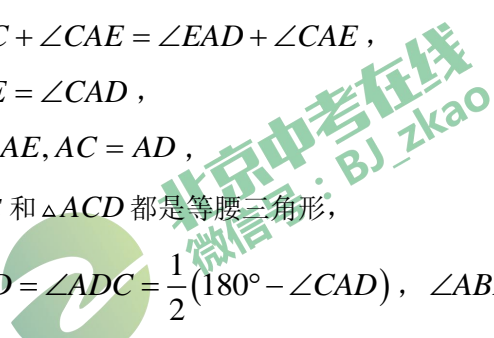 C + ∠CAE = ∠EAD + ∠CAE，
E = ∠CAD，
AE, AC = AD，
和 △ACD 都是等腰三角形，
D = ∠ADC = 1/2 (180° − ∠CAD)， ∠AB
北京中考在线
微信号：BJ_zkao